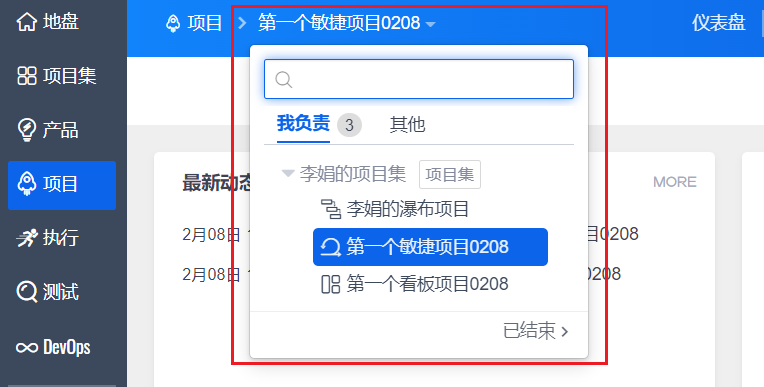 地盘
项目集
产品
项目
执行
测试
DevOps
项目 > 第一个敏捷项目0208
仪表盘
我负责 3 其他
李娟的项目集 项目集
李娟的瀑布项目
第一个敏捷项目0208
第一个看板项目0208
已结束 >
最新动态
MORE
2月08日
目0208
2月08日
0208